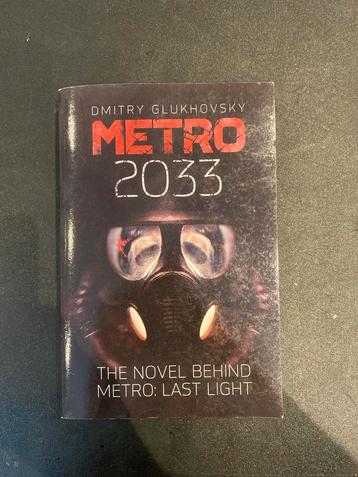 DMITRY GLUKHOVSKY
METRO
2033
THE NOVEL BEHIND
METRO: LAST LIGHT